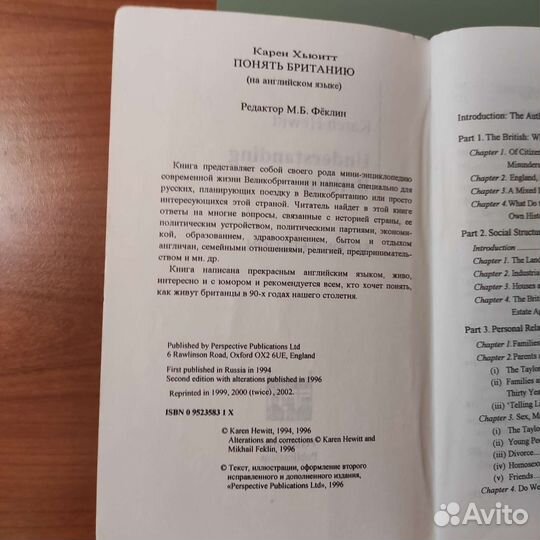 Карен Хьюитт
ПОНЯТЬ БРИТАНИЮ
(на английском языке)
Редактор М.Б. Фёклин
Книга представляет собой своего рода мини-энциклопедию
современной жизни Великобритании и написана специально для
русских, планирующих поездку в Великобританию или просто
интересующихся этой страной. Читатель найдет в этой книге
ответы на многие вопросы, связанные с историей страны, ее
политическим устройством, политическими партиями, экономи-
кой, образованием, здравоохранением, бытом и отдыхом
англичан, семейными отношениями, религией, предприниматель-
ством и мн. др.
Книга написана прекрасным английским языком, живо,
интересно и с юмором и рекомендуется всем, кто хочет понять,
как живут британцы в 90-х годах нашего столетия.
Published by Perspective Publications Ltd
6 Rawlinson Road, Oxford OX2 6UE, England
First published in Russia in 1994
Second edition with alterations published in 1996
Reprinted in 1999, 2000 (twice), 2002.
ISBN 0 9523583 1 X
© Karen Hewitt, 1994, 1996
Alterations and corrections © Karen Hewitt and
Mikhail Feklin, 1996
© Текст, иллюстрации, оформление второго
исправленного и дополненного издания,
«Perspective Publications Ltd», 1996
Introduction: The Auth
Part 1. The British: W
Chapter 1. Of Citize
Misunders
Chapter 2. England,
Chapter 3. A Mixed
Chapter 4. What Do t
Own Hist
Part 2. Social Structu
Introduction
Chapter 1. The Land
Chapter 2. Industria
Chapter 3. Houses a
Chapter 4. The Brit
Estate Ag
Part 3. Personal Rela
Chapter 1. Families
Chapter 2. Parents a
(i) The Taylo
(ii) Families a
Thirty Year
(iii) 'Telling L
Chapter 3. Sex, Ma
(i) The Taylo
(ii) Young Peo
(iii) Divorce...
(iv) Homosex
(v) Friends...
Chapter 4. Do We
Avito